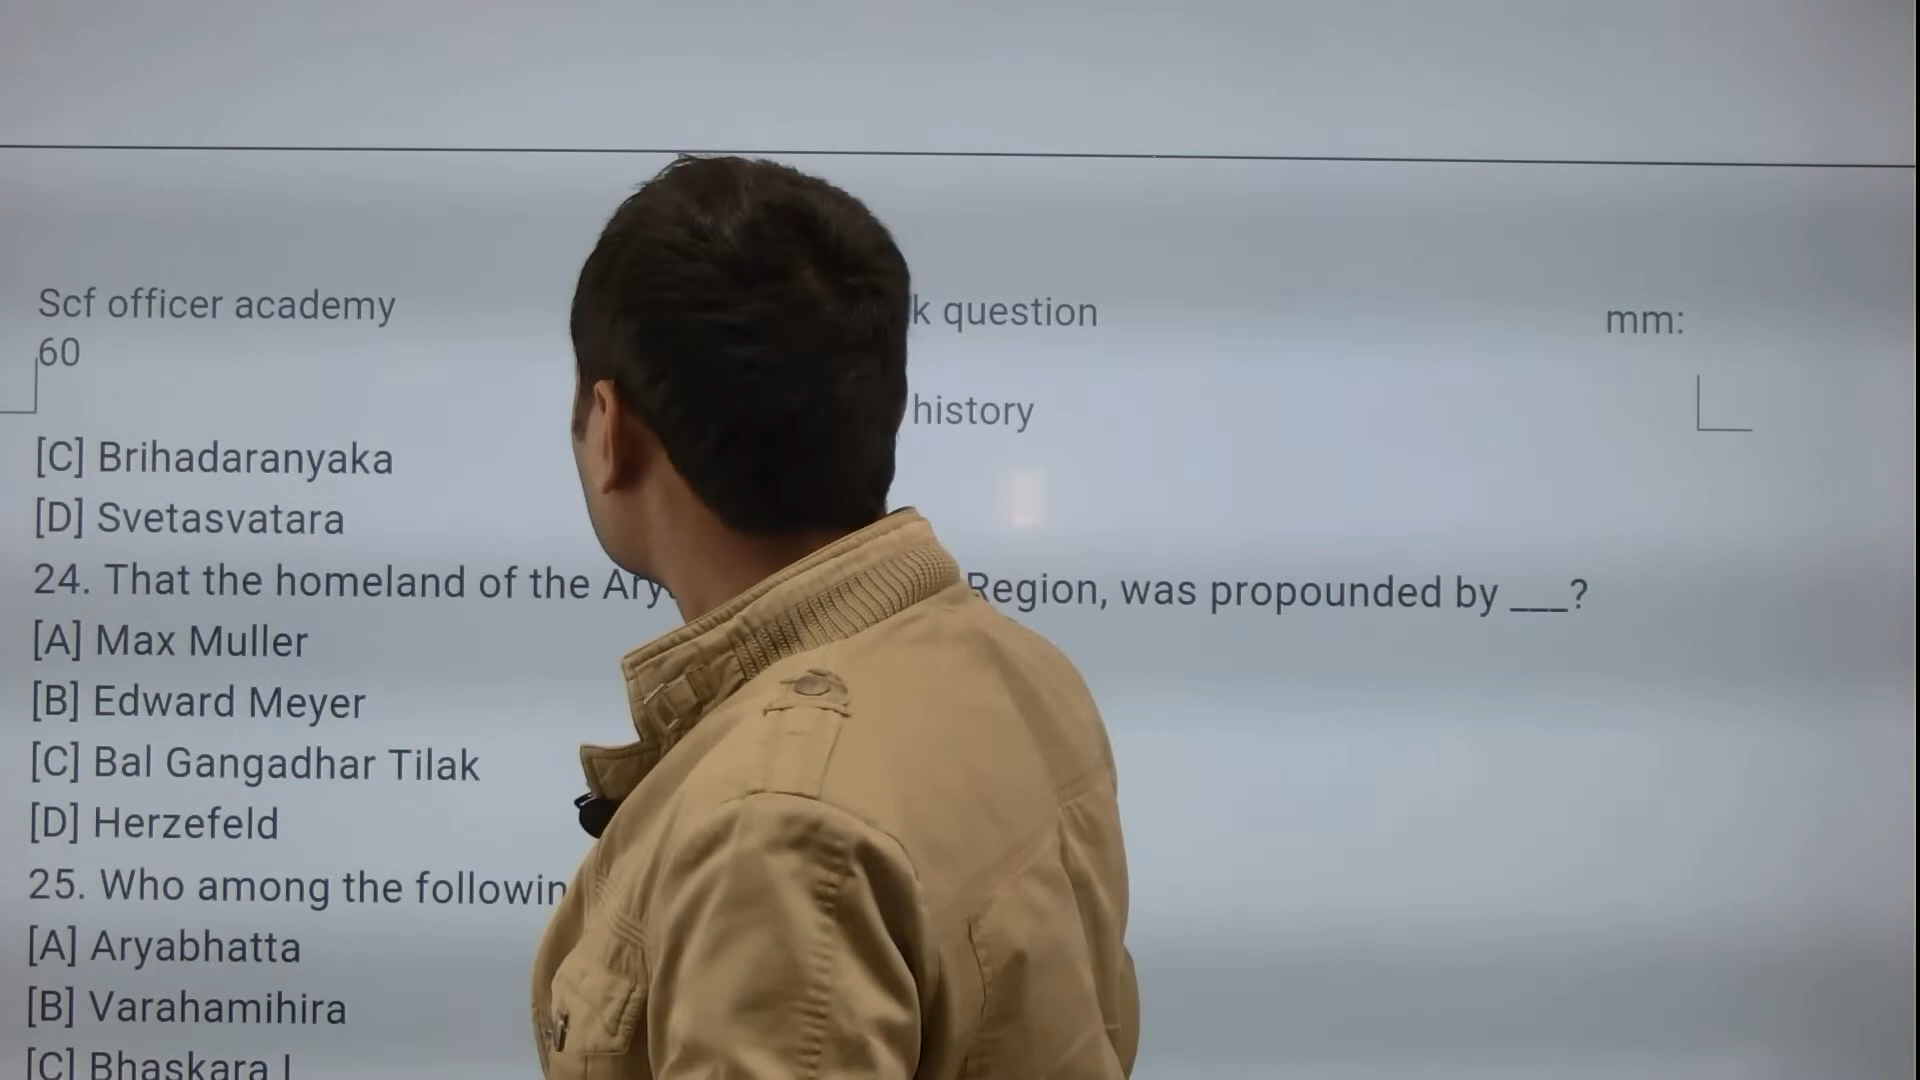 Scf officer academy k question mm:
60
history
[C] Brihadaranyaka
[D] Svetasvatara
24. That the homeland of the Ary Region, was propounded by ___?
[A] Max Muller
[B] Edward Meyer
[C] Bal Gangadhar Tilak
[D] Herzefeld
25. Who among the followin
[A] Aryabhatta
[B] Varahamihira
[C] Bhaskara I